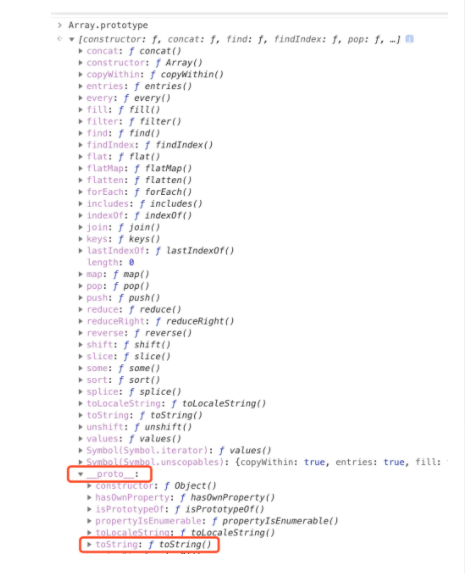 > Array.prototype
[constructor: ƒ, concat: ƒ, find: ƒ, findIndex: ƒ, pop: ƒ, …]
concat: ƒ concat()
constructor: ƒ Array()
copyWithin: ƒ copyWithin()
entries: ƒ entries()
every: ƒ every()
fill: ƒ fill()
filter: ƒ filter()
find: ƒ find()
findIndex: ƒ findIndex()
flat: ƒ flat()
flatMap: ƒ flatMap()
flatten: ƒ flatten()
forEach: ƒ forEach()
includes: ƒ includes()
indexOf: ƒ indexOf()
join: ƒ join()
keys: ƒ keys()
lastIndexOf: ƒ lastIndexOf()
length: 0
map: ƒ map()
pop: ƒ pop()
push: ƒ push()
reduce: ƒ reduce()
reduceRight: ƒ reduceRight()
reverse: ƒ reverse()
shift: ƒ shift()
slice: ƒ slice()
some: ƒ some()
sort: ƒ sort()
splice: ƒ splice()
toLocaleString: ƒ toLocaleString()
toString: ƒ toString()
unshift: ƒ unshift()
values: ƒ values()
Symbol(Symbol.iterator): ƒ values()
Symbol(Symbol.unscopables): {copyWithin: true, entries: true, fill:
__proto__:
constructor: ƒ Object()
hasOwnProperty: ƒ hasOwnProperty()
isPrototypeOf: ƒ isPrototypeOf()
propertyIsEnumerable: ƒ propertyIsEnumerable()
toLocaleString: ƒ toLocaleString()
toString: ƒ toString()